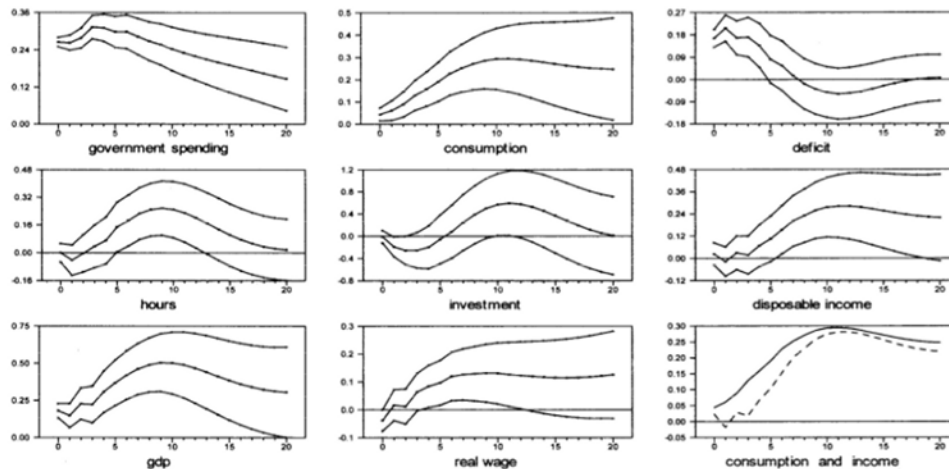 0.36
0.24
0.12
0.00
0 5 10 15 20
government spending
0.5
0.4
0.3
0.2
0.1
0.0
0 5 10 15 20
consumption
0.27
0.18
0.09
0.00
-0.09
-0.18
0 5 10 15 20
deficit
0.48
0.32
0.16
0.00
-0.16
0 5 10 15 20
hours
1.2
0.8
0.4
0.0
-0.4
-0.8
0 5 10 15 20
investment
0.48
0.36
0.24
0.12
0.00
-0.12
0 5 10 15 20
disposable income
0.75
0.50
0.25
0.00
0 5 10 15 20
gdp
0.3
0.2
0.1
0.0
-0.1
0 5 10 15 20
real wage
0.30
0.25
0.20
0.15
0.10
0.05
0.00
-0.05
0 5 10 15 20
consumption and income